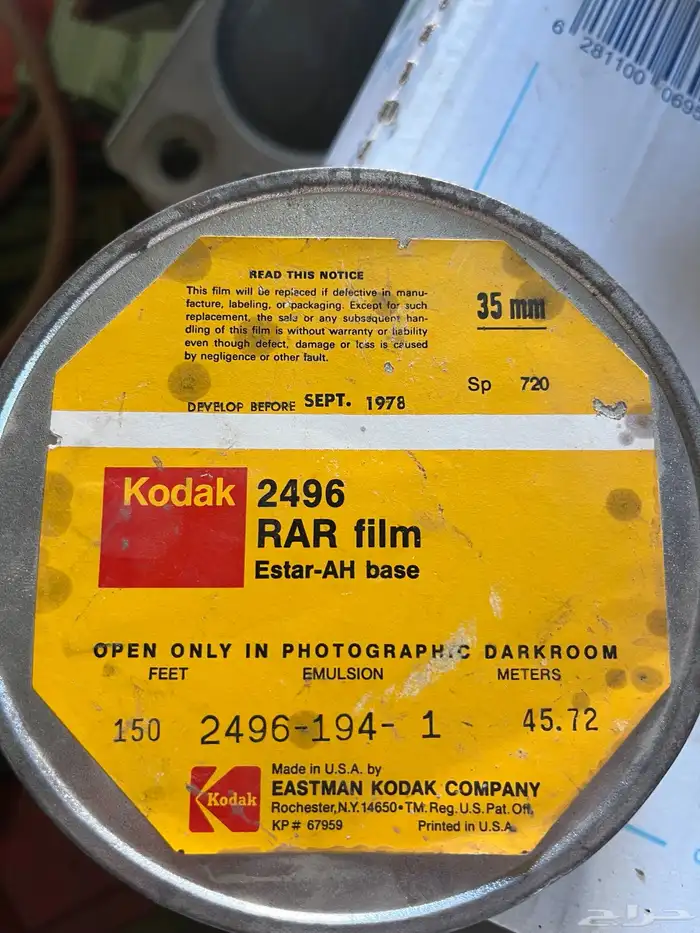 6 281100 069
READ THIS NOTICE
This film will be replaced if defective in manu-
facture, labeling, or packaging. Except for such
replacement, the sale or any subsequent han-
dling of this film is without warranty or liability
even though defect, damage or loss is caused
by negligence or other fault.
35 mm
Sp 720
DEVELOP BEFORE SEPT. 1978
Kodak 2496
RAR film
Estar-AH base
OPEN ONLY IN PHOTOGRAPHIC DARKROOM
FEET EMULSION METERS
150 2496-194- 1 45.72
Kodak
Made in U.S.A. by
EASTMAN KODAK COMPANY
Rochester, N.Y. 14650 • TM. Reg. U.S. Pat. Off.
KP# 67959 Printed in U.S.A.
حراج